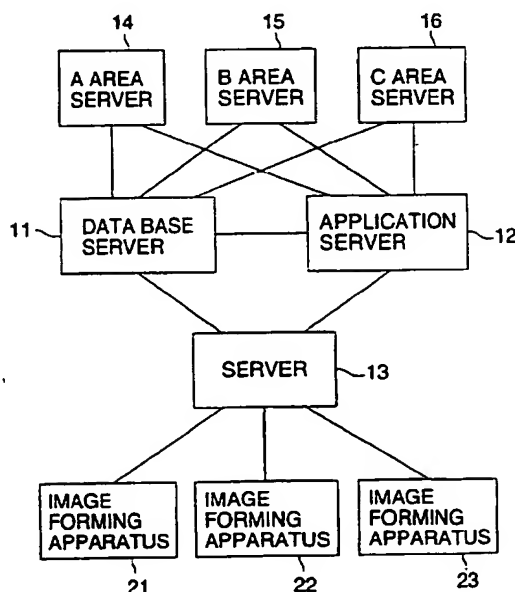 14
15
16
A AREA
SERVER
B AREA
SERVER
C AREA
SERVER
11
DATA BASE
SERVER
APPLICATION
SERVER
12
SERVER
13
IMAGE
FORMING
APPARATUS
IMAGE
FORMING
APPARATUS
IMAGE
FORMING
APPARATUS
21
22
23